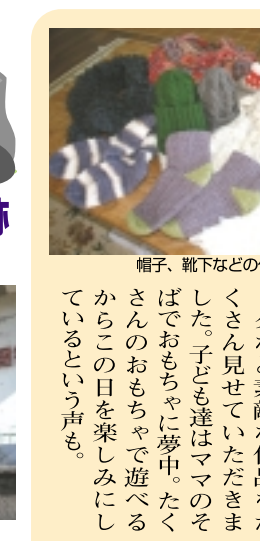 帽子、靴下などの
くさん見せていただきま
した。子ども達はママのそ
ばでおもちゃに夢中。たく
さんのおもちゃで遊べる
からこの日を楽しみにし
ているという声も。